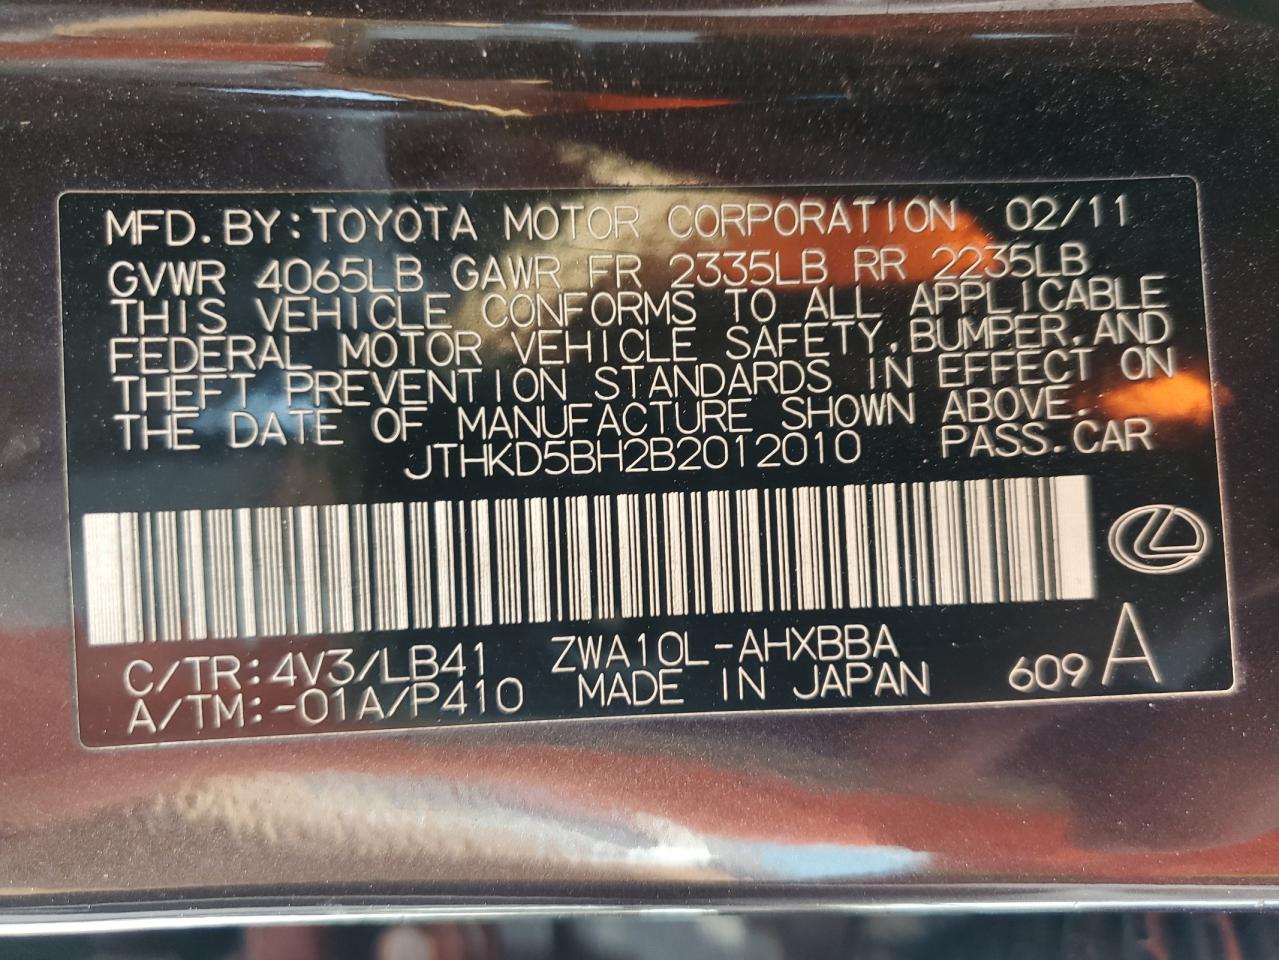 MFD. BY: TOYOTA MOTOR CORPORATION 02/11
GVWR 4065LB GAWR FR 2335LB RR 2235LB
THIS VEHICLE CONFORMS TO ALL APPLICABLE
FEDERAL MOTOR VEHICLE SAFETY, BUMPER, AND
THEFT PREVENTION STANDARDS IN EFFECT ON
THE DATE OF MANUFACTURE SHOWN ABOVE.
JTHKD5BH2B2012010 PASS. CAR
C/TR: 4V3/LB41 ZWA10L-AHXBBA
A/TM: -01A/P410 MADE IN JAPAN 609 A